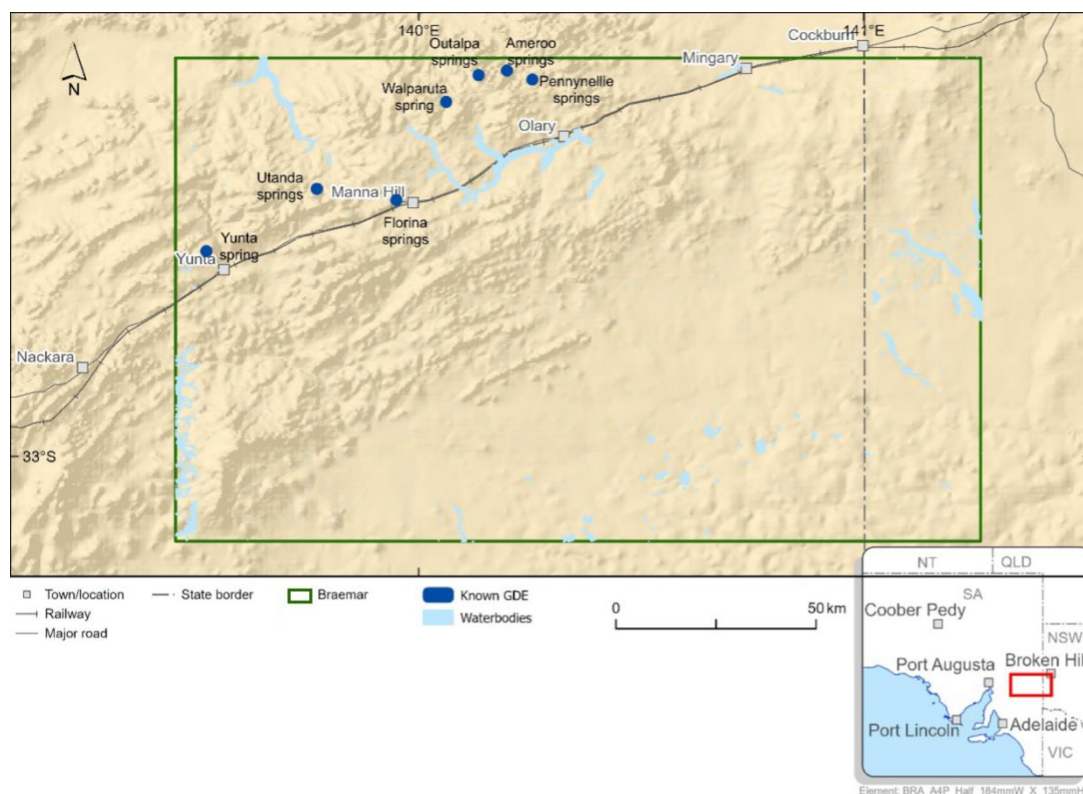 140°E
141°E
Cockburn
Outalpa
springs
Ameroo
springs
Mingary
Pennynellie
springs
Walparuta
spring
N
Olary
Utanda
springs
Manna Hill
Florina
springs
Yunta
spring
Yunta
Nackara
33°S
Town/location
State border
Braemar
Known GDE
0
50 km
Railway
Waterbodies
Major road
NT
QLD
SA
Coober Pedy
NSW
Port Augusta
Broken Hill
Port Lincoln
Adelaide
VIC
Element: BRA_A4P_Half_184mmW_X_135mmH